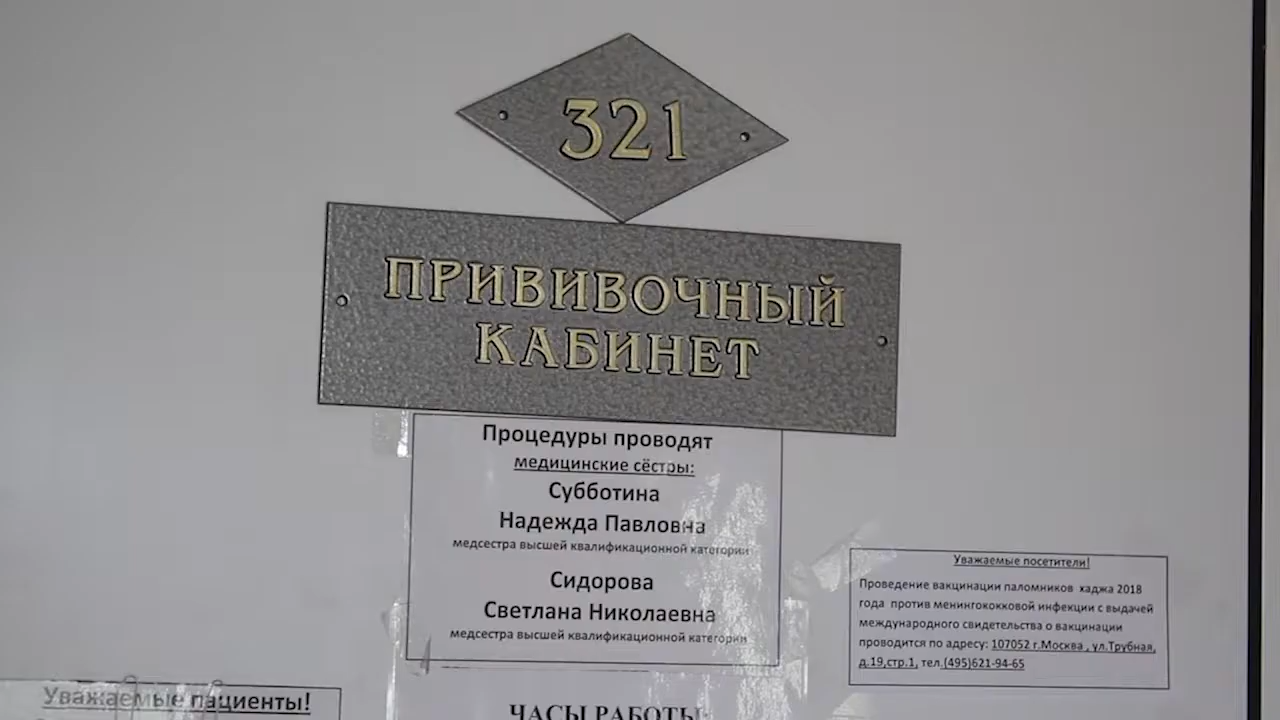 321
ПРИВИВОЧНЫЙ
КАБИНЕТ
Процедуры проводят
медицинские сёстры:
Субботина
Надежда Павловна
медсестра высшей квалификационной категории
Сидорова
Светлана Николаевна
медсестра высшей квалификационной категории
Уважаемые посетители!
Проведение вакцинации паломников хаджа 2018
года против менингококковой инфекции с выдачей
международного свидетельства о вакцинации
проводится по адресу: 107052 г.Москва , ул.Трубная,
д.19,стр.1, тел.(495)621-94-65
Уважаемые пациенты!
ЧАСЫ РАБОТЫ: